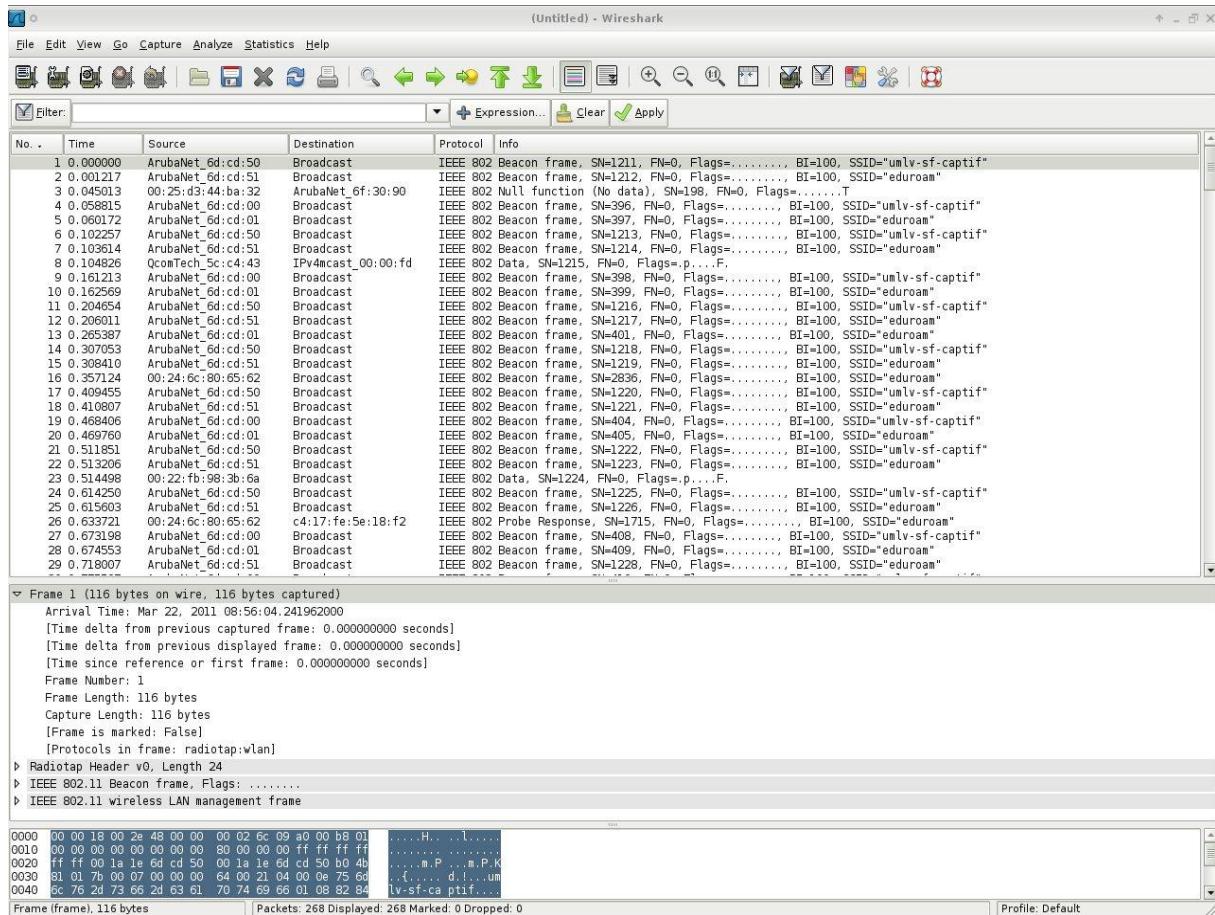 (Untitled) - Wireshark
File Edit View Go Capture Analyze Statistics Help
Filter: Expression... Clear Apply
No. . Time Source Destination Protocol Info
1 0.000000 ArubaNet_6d:cd:50 Broadcast IEEE 802 Beacon frame, SN=1211, FN=0, Flags=........, BI=100, SSID="umlv-sf-captif"
2 0.001217 ArubaNet_6d:cd:51 Broadcast IEEE 802 Beacon frame, SN=1212, FN=0, Flags=........, BI=100, SSID="eduroam"
3 0.045013 00:25:d3:44:ba:32 ArubaNet_6f:30:90 IEEE 802 Null function (No data), SN=198, FN=0, Flags=.......T
4 0.058815 ArubaNet_6d:cd:00 Broadcast IEEE 802 Beacon frame, SN=396, FN=0, Flags=........, BI=100, SSID="umlv-sf-captif"
5 0.060172 ArubaNet_6d:cd:01 Broadcast IEEE 802 Beacon frame, SN=397, FN=0, Flags=........, BI=100, SSID="eduroam"
6 0.102257 ArubaNet_6d:cd:50 Broadcast IEEE 802 Beacon frame, SN=1213, FN=0, Flags=........, BI=100, SSID="umlv-sf-captif"
7 0.103614 ArubaNet_6d:cd:51 Broadcast IEEE 802 Beacon frame, SN=1214, FN=0, Flags=........, BI=100, SSID="eduroam"
8 0.104826 QcomTech_5c:c4:43 IPv4mcast_00:00:fd IEEE 802 Data, SN=1215, FN=0, Flags=.p....F.
9 0.161213 ArubaNet_6d:cd:00 Broadcast IEEE 802 Beacon frame, SN=398, FN=0, Flags=........, BI=100, SSID="umlv-sf-captif"
10 0.162569 ArubaNet_6d:cd:01 Broadcast IEEE 802 Beacon frame, SN=399, FN=0, Flags=........, BI=100, SSID="eduroam"
11 0.204654 ArubaNet_6d:cd:50 Broadcast IEEE 802 Beacon frame, SN=1216, FN=0, Flags=........, BI=100, SSID="umlv-sf-captif"
12 0.206011 ArubaNet_6d:cd:51 Broadcast IEEE 802 Beacon frame, SN=1217, FN=0, Flags=........, BI=100, SSID="eduroam"
13 0.265387 ArubaNet_6d:cd:01 Broadcast IEEE 802 Beacon frame, SN=401, FN=0, Flags=........, BI=100, SSID="eduroam"
14 0.307053 ArubaNet_6d:cd:50 Broadcast IEEE 802 Beacon frame, SN=1218, FN=0, Flags=........, BI=100, SSID="umlv-sf-captif"
15 0.308410 ArubaNet_6d:cd:51 Broadcast IEEE 802 Beacon frame, SN=1219, FN=0, Flags=........, BI=100, SSID="eduroam"
16 0.357124 00:24:6c:80:65:62 Broadcast IEEE 802 Beacon frame, SN=2836, FN=0, Flags=........, BI=100, SSID="eduroam"
17 0.409455 ArubaNet_6d:cd:50 Broadcast IEEE 802 Beacon frame, SN=1220, FN=0, Flags=........, BI=100, SSID="umlv-sf-captif"
18 0.410807 ArubaNet_6d:cd:51 Broadcast IEEE 802 Beacon frame, SN=1221, FN=0, Flags=........, BI=100, SSID="eduroam"
19 0.468406 ArubaNet_6d:cd:00 Broadcast IEEE 802 Beacon frame, SN=404, FN=0, Flags=........, BI=100, SSID="umlv-sf-captif"
20 0.469760 ArubaNet_6d:cd:01 Broadcast IEEE 802 Beacon frame, SN=405, FN=0, Flags=........, BI=100, SSID="eduroam"
21 0.511851 ArubaNet_6d:cd:50 Broadcast IEEE 802 Beacon frame, SN=1222, FN=0, Flags=........, BI=100, SSID="umlv-sf-captif"
22 0.513206 ArubaNet_6d:cd:51 Broadcast IEEE 802 Beacon frame, SN=1223, FN=0, Flags=........, BI=100, SSID="eduroam"
23 0.514498 00:22:fb:98:3b:6a Broadcast IEEE 802 Data, SN=1224, FN=0, Flags=.p....F.
24 0.614250 ArubaNet_6d:cd:50 Broadcast IEEE 802 Beacon frame, SN=1225, FN=0, Flags=........, BI=100, SSID="umlv-sf-captif"
25 0.615603 ArubaNet_6d:cd:51 Broadcast IEEE 802 Beacon frame, SN=1226, FN=0, Flags=........, BI=100, SSID="eduroam"
26 0.633721 00:24:6c:80:65:62 c4:17:fe:5e:18:f2 IEEE 802 Probe Response, SN=1715, FN=0, Flags=........, BI=100, SSID="eduroam"
27 0.673198 ArubaNet_6d:cd:00 Broadcast IEEE 802 Beacon frame, SN=408, FN=0, Flags=........, BI=100, SSID="umlv-sf-captif"
28 0.674553 ArubaNet_6d:cd:01 Broadcast IEEE 802 Beacon frame, SN=409, FN=0, Flags=........, BI=100, SSID="eduroam"
29 0.718007 ArubaNet_6d:cd:51 Broadcast IEEE 802 Beacon frame, SN=1228, FN=0, Flags=........, BI=100, SSID="eduroam"
Frame 1 (116 bytes on wire, 116 bytes captured)
Arrival Time: Mar 22, 2011 08:56:04.241962000
[Time delta from previous captured frame: 0.000000000 seconds]
[Time delta from previous displayed frame: 0.000000000 seconds]
[Time since reference or first frame: 0.000000000 seconds]
Frame Number: 1
Frame Length: 116 bytes
Capture Length: 116 bytes
[Frame is marked: False]
[Protocols in frame: radiotap:wlan]
Radiotap Header v0, Length 24
IEEE 802.11 Beacon frame, Flags: ........
IEEE 802.11 wireless LAN management frame
0000 00 00 18 00 2e 48 00 00 00 02 6c 09 a0 00 b8 01 .....H.. ..l.....
0010 00 00 00 00 00 00 00 00 80 00 00 00 ff ff ff ff ........ ........
0020 ff ff 00 1a 1e 6d cd 50 00 1a 1e 6d cd 50 b0 4b .....m.P ...m.P.K
0030 81 01 7b 00 07 00 00 00 64 00 21 04 00 0e 75 6d ..{..... d.!...um
0040 6c 76 2d 73 66 2d 63 61 70 74 69 66 01 08 82 84 lv-sf-ca ptif....
Frame (frame), 116 bytes Packets: 268 Displayed: 268 Marked: 0 Dropped: 0 Profile: Default